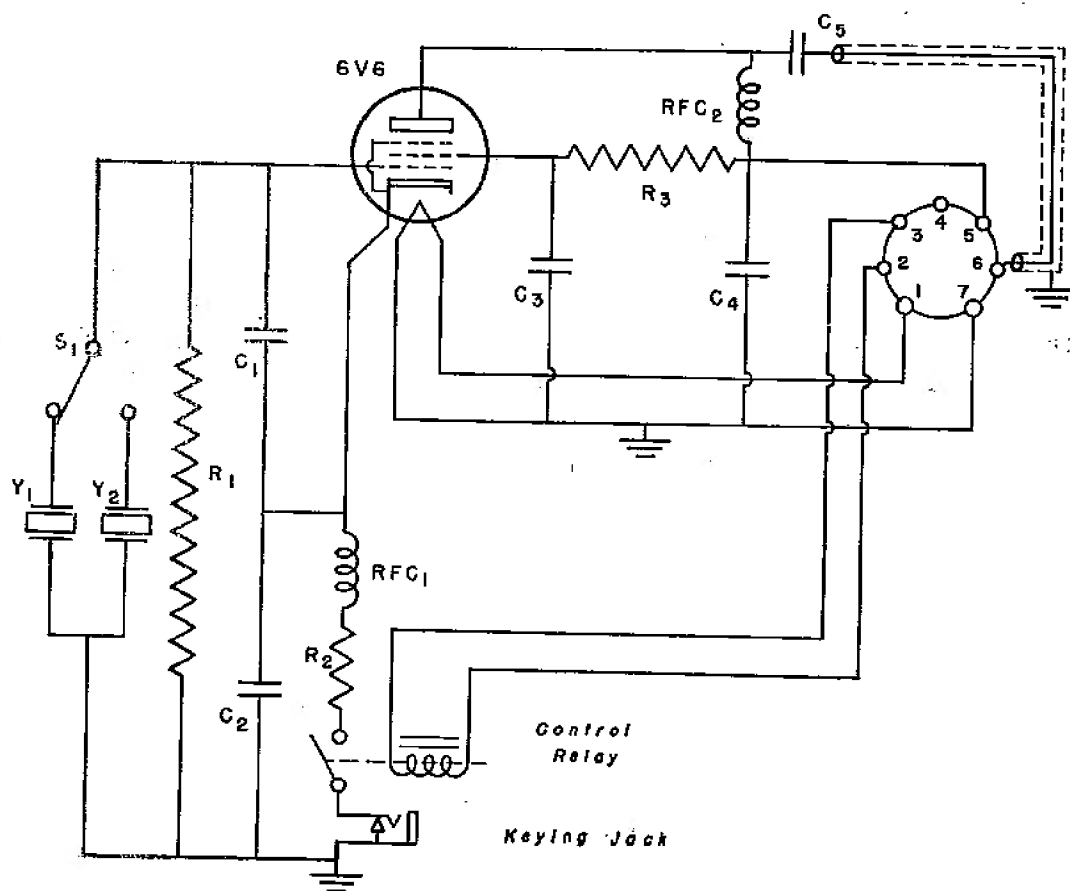 C5
6V6
RFC2
R3
3
4
5
2
6
1
7
C3
C4
S1
C1
R1
Y1
Y2
RFC1
R2
C2
Control
Relay
Keying Jack